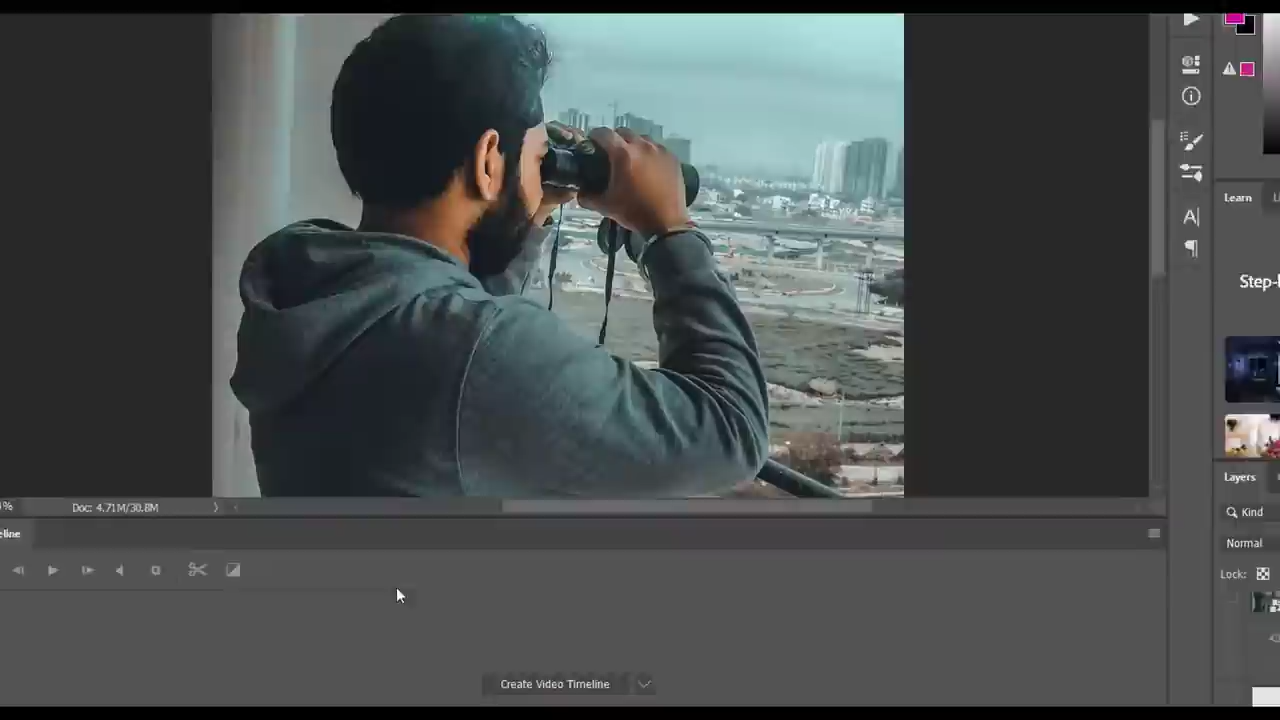 Learn
Step-
Layers
Kind
Normal
Lock:
%
Doc: 4.71M/30.8M
eline
Create Video Timeline